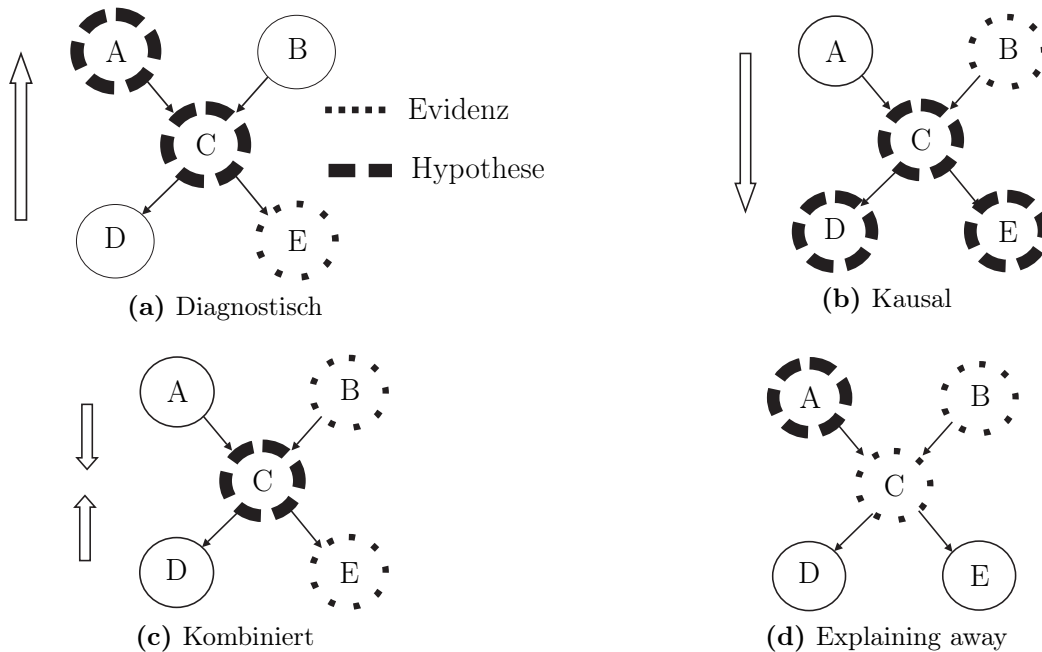 A
B
C
D
E
Evidenz
Hypothese
(a) Diagnostisch
A
B
C
D
E
(b) Kausal
A
B
C
D
E
(c) Kombiniert
A
B
C
D
E
(d) Explaining away